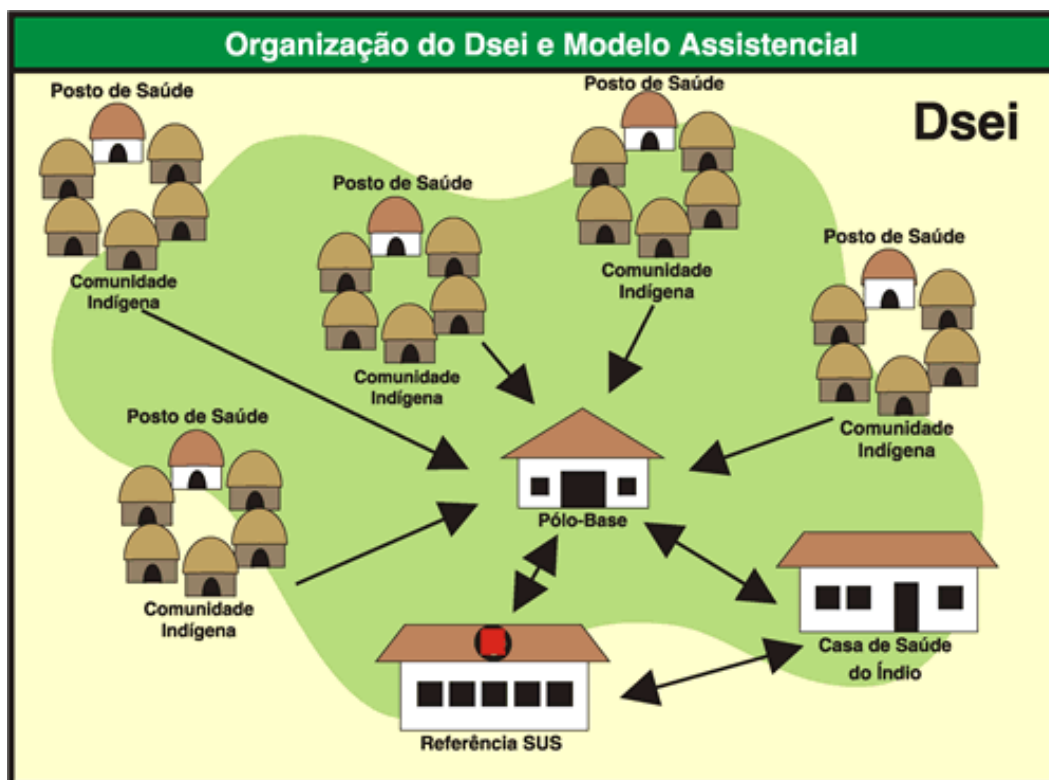 Organização do Dsei e Modelo Assistencial
Dsei
Posto de Saúde
Comunidade
Indígena
Posto de Saúde
Comunidade
Indígena
Posto de Saúde
Comunidade
Indígena
Posto de Saúde
Comunidade
Indígena
Posto de Saúde
Comunidade
Indígena
Pólo-Base
Casa de Saúde
do Índio
Referência SUS